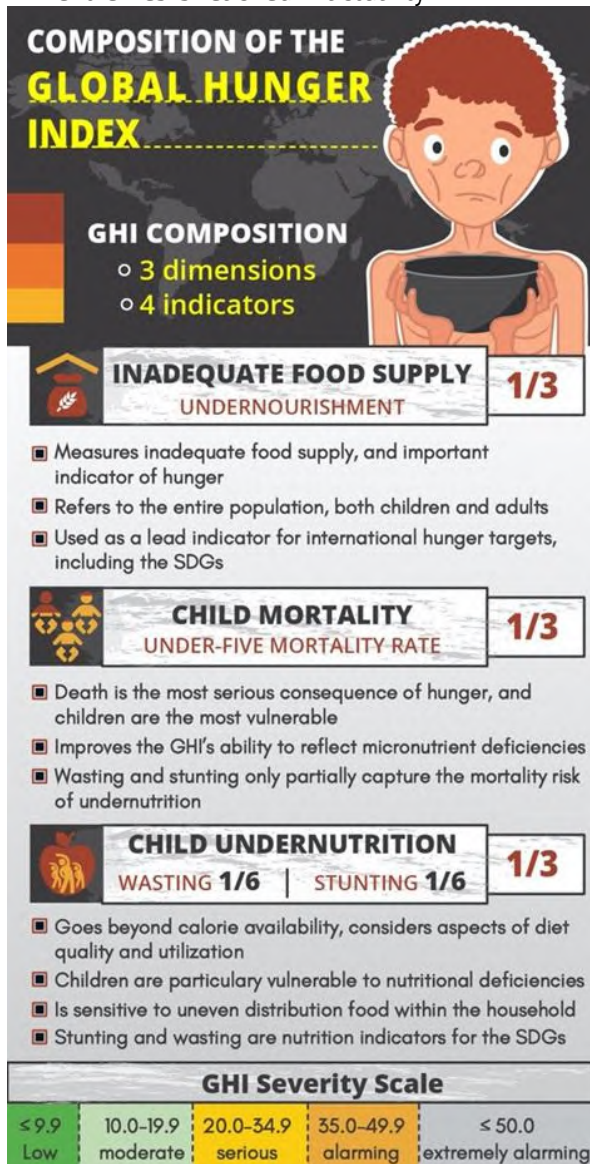 COMPOSITION OF THE
GLOBAL HUNGER
INDEX
GHI COMPOSITION
3 dimensions
4 indicators
INADEQUATE FOOD SUPPLY
UNDERNOURISHMENT
1/3
Measures inadequate food supply, and important
indicator of hunger
Refers to the entire population, both children and adults
Used as a lead indicator for international hunger targets,
including the SDGs
CHILD MORTALITY
UNDER-FIVE MORTALITY RATE
1/3
Death is the most serious consequence of hunger, and
children are the most vulnerable
Improves the GHI's ability to reflect micronutrient deficiencies
Wasting and stunting only partially capture the mortality risk
of undernutrition
CHILD UNDERNUTRITION
WASTING 1/6 | STUNTING 1/6
1/3
Goes beyond calorie availability, considers aspects of diet
quality and utilization
Children are particulary vulnerable to nutritional deficiencies
Is sensitive to uneven distribution food within the household
Stunting and wasting are nutrition indicators for the SDGs
GHI Severity Scale
≤ 9.9 10.0-19.9 20.0-34.9 35.0-49.9 ≤ 50.0
Low moderate serious alarming extremely alarming